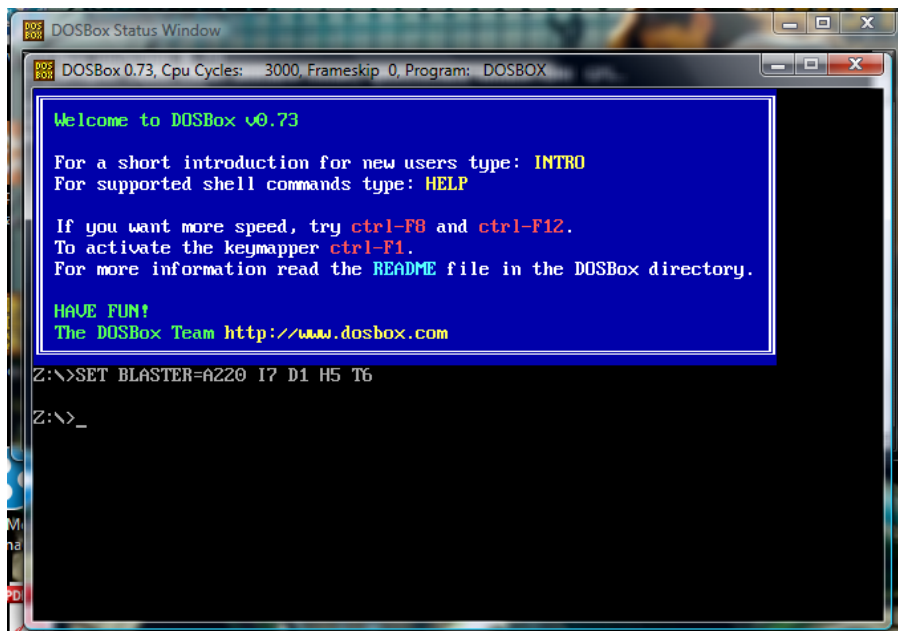 DOS
BOX
DOSBox Status Window
DOS
BOX
DOSBox 0.73, Cpu Cycles: 3000, Frameskip 0, Program: DOSBOX
Welcome to DOSBox v0.73
For a short introduction for new users type: INTRO
For supported shell commands type: HELP
If you want more speed, try ctrl-F8 and ctrl-F12.
To activate the keymapper ctrl-F1.
For more information read the README file in the DOSBox directory.
HAVE FUN!
The DOSBox Team http://www.dosbox.com
Z:\>SET BLASTER=A220 I7 D1 H5 T6
Z:\>_